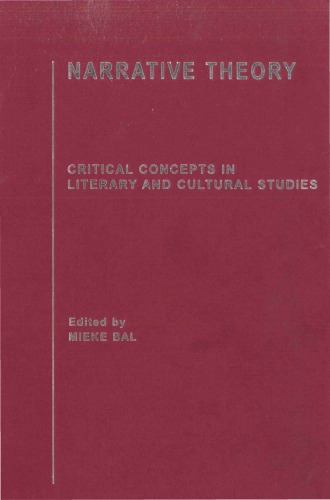 NARRATIVE THEORY
CRITICAL CONCEPTS IN
LITERARY AND CULTURAL STUDIES
Edited by
MIEKE BAL